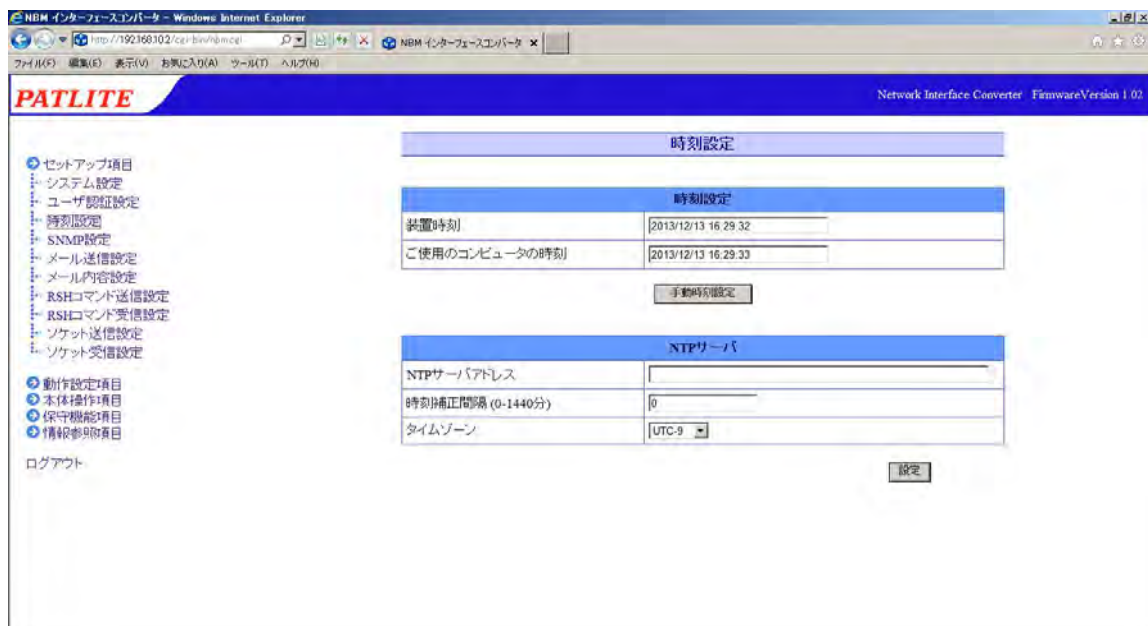 NBM インターフェースコンバータ - Windows Internet Explorer
http://192.168.10.2/cgi-bin/nbm.cgi
NBM インターフェースコンバータ
ファイル(F) 編集(E) 表示(V) お気に入り(A) ツール(T) ヘルプ(H)
PATLITE
Network Interface Converter FirmwareVersion 1.02
時刻設定
セットアップ項目
システム設定
ユーザ認証設定
時刻設定
SNMP設定
メール送信設定
メール内容設定
RSHコマンド送信設定
RSHコマンド受信設定
ソケット送信設定
ソケット受信設定
動作設定項目
本体操作項目
保守機能項目
情報参照項目
ログアウト
時刻設定
装置時刻 2013/12/13 16:29:32
ご使用のコンピュータの時刻 2013/12/13 16:29:33
手動時刻設定
NTPサーバ
NTPサーバアドレス
時刻補正間隔 (0-1440分) 0
タイムゾーン UTC-9
設定